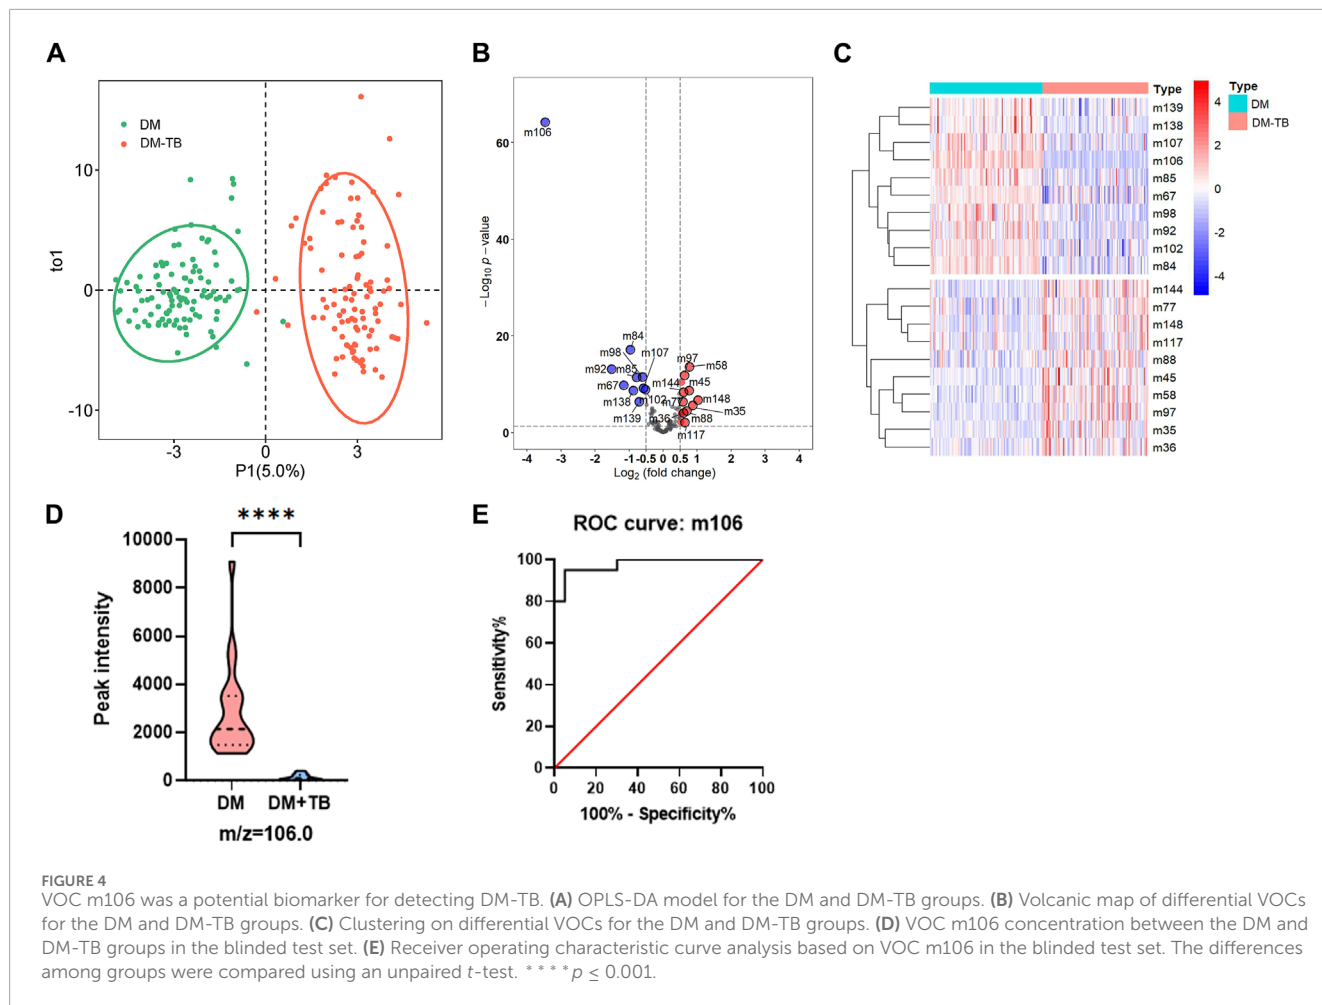 A
DM
DM-TB
10
0
-10
to1
-3
0
3
P1(5.0%)
B
m106
60
40
20
0
−Log10 p−value
m84
m98
m107
m92
m85
m67
m138
m102
m139
m97
m58
m144
m45
m77
m148
m35
m36
m88
m117
-4
-3
-2
-1
-0.5
0
0.5
1
2
3
4
Log2 (fold change)
C
Type
m139
m138
m107
m106
m85
m67
m98
m92
m102
m84
m144
m77
m148
m117
m88
m45
m58
m97
m35
m36
4
2
0
-2
-4
Type
DM
DM-TB
D
****
10000
8000
6000
4000
2000
0
Peak intensity
DM
DM+TB
m/z=106.0
E
ROC curve: m106
100
80
60
40
20
0
Sensitivity%
0
20
40
60
80
100
100% - Specificity%
FIGURE 4
VOC m106 was a potential biomarker for detecting DM-TB. (A) OPLS-DA model for the DM and DM-TB groups. (B) Volcanic map of differential VOCs
for the DM and DM-TB groups. (C) Clustering on differential VOCs for the DM and DM-TB groups. (D) VOC m106 concentration between the DM and
DM-TB groups in the blinded test set. (E) Receiver operating characteristic curve analysis based on VOC m106 in the blinded test set. The differences
among groups were compared using an unpaired t-test. ****p ≤ 0.001.